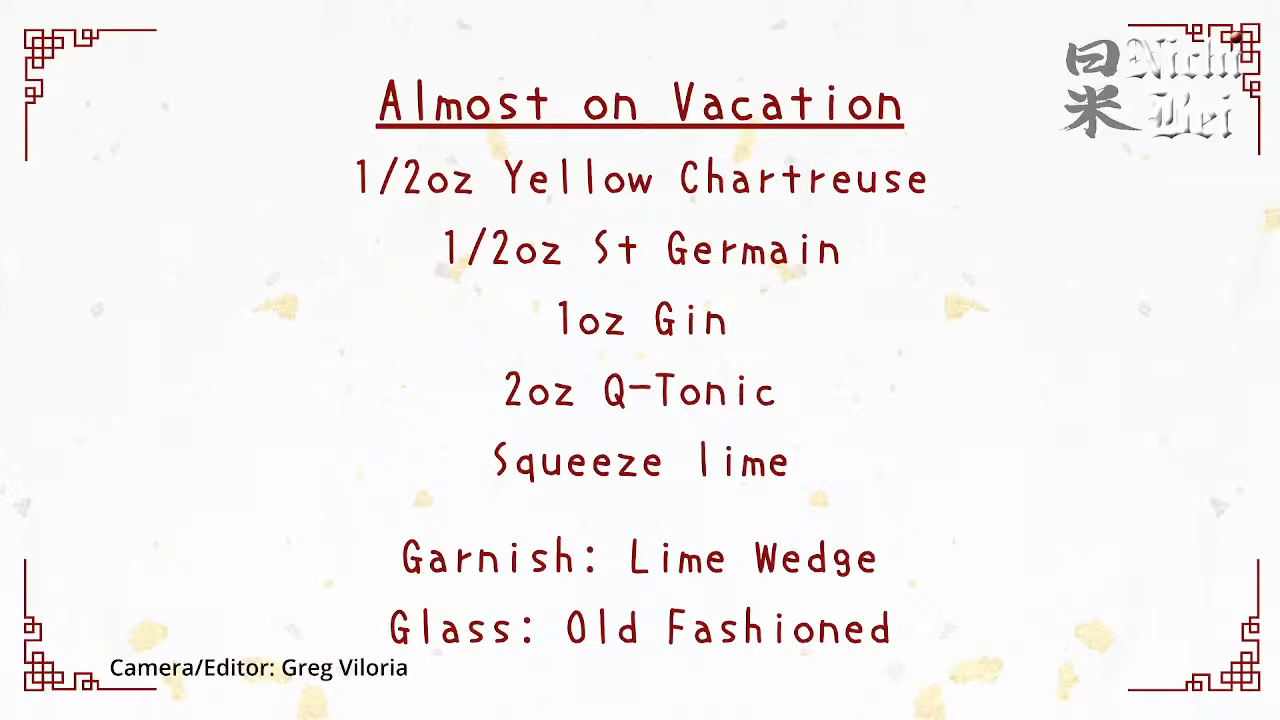 Almost on Vacation
日米 Nichi Bei
1/2oz Yellow Chartreuse
1/2oz St Germain
1oz Gin
2oz Q-Tonic
Squeeze lime
Garnish: Lime Wedge
Glass: Old Fashioned
Camera/Editor: Greg Viloria